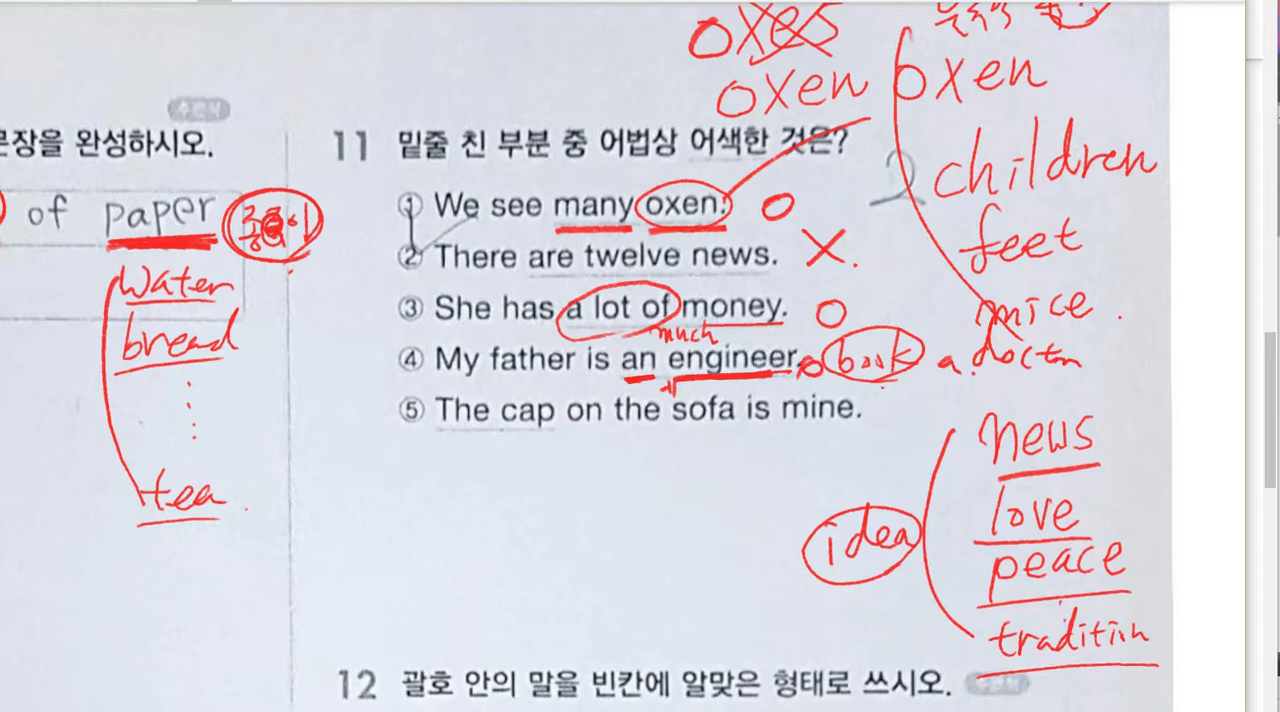 oxes
oxen
oxen
children
feet
mice.
문장을 완성하시오.
of paper
water
bread
tea.
11 밑줄 친 부분 중 어법상 어색한 것은?
① We see many oxen. O
② There are twelve news. X.
③ She has a lot of money. O
much
④ My father is an engineer. book a doctor
⑤ The cap on the sofa is mine.
idea
news
love
peace
tradition
12 괄호 안의 말을 빈칸에 알맞은 형태로 쓰시오.